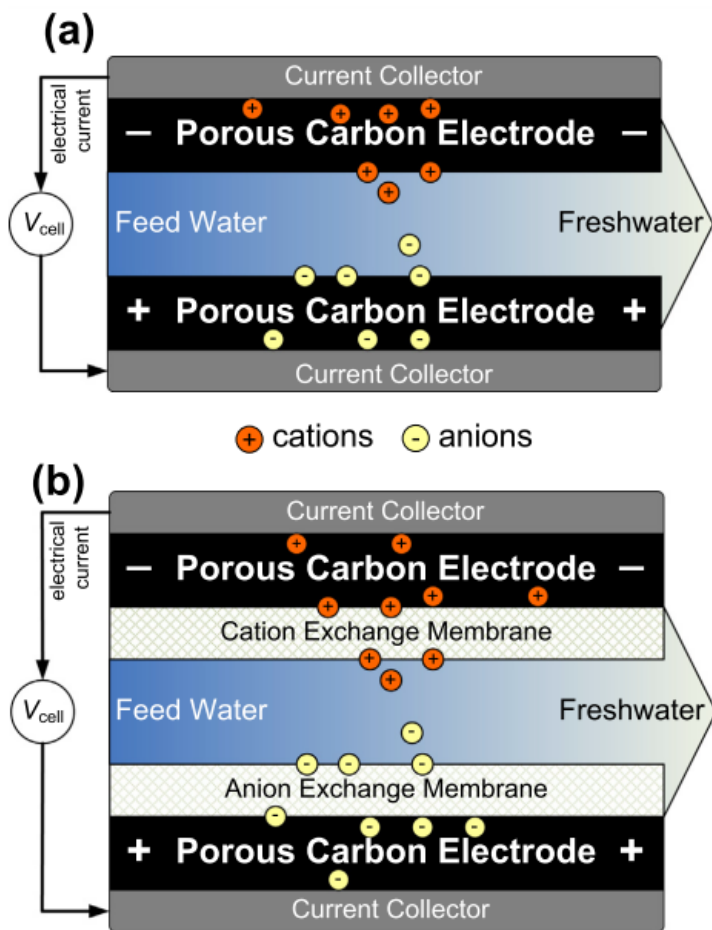 (a)
Current Collector
electrical
current
− Porous Carbon Electrode −
+ + + +
+ + +
Vcell
Feed Water
Freshwater
-
- - -
+ Porous Carbon Electrode +
- - -
Current Collector
+ cations - anions
(b)
Current Collector
electrical
current
+ +
− Porous Carbon Electrode −
+ + + +
Cation Exchange Membrane
+ + +
Vcell
Feed Water
Freshwater
-
- - -
Anion Exchange Membrane
- - - -
+ Porous Carbon Electrode +
-
Current Collector